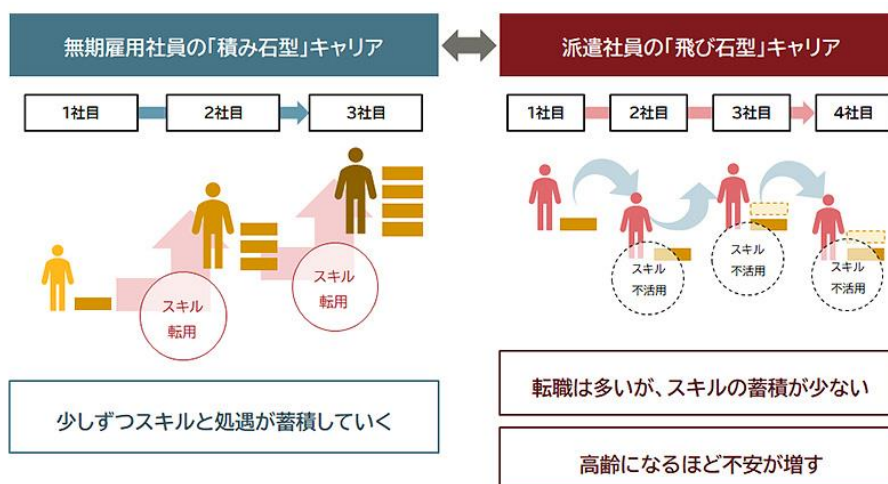 無期雇用社員の「積み石型」キャリア
1社目
2社目
3社目
スキル
転用
スキル
転用
少しずつスキルと処遇が蓄積していく
派遣社員の「飛び石型」キャリア
1社目
2社目
3社目
4社目
スキル
不活用
スキル
不活用
スキル
不活用
転職は多いが、スキルの蓄積が少ない
高齢になるほど不安が増す